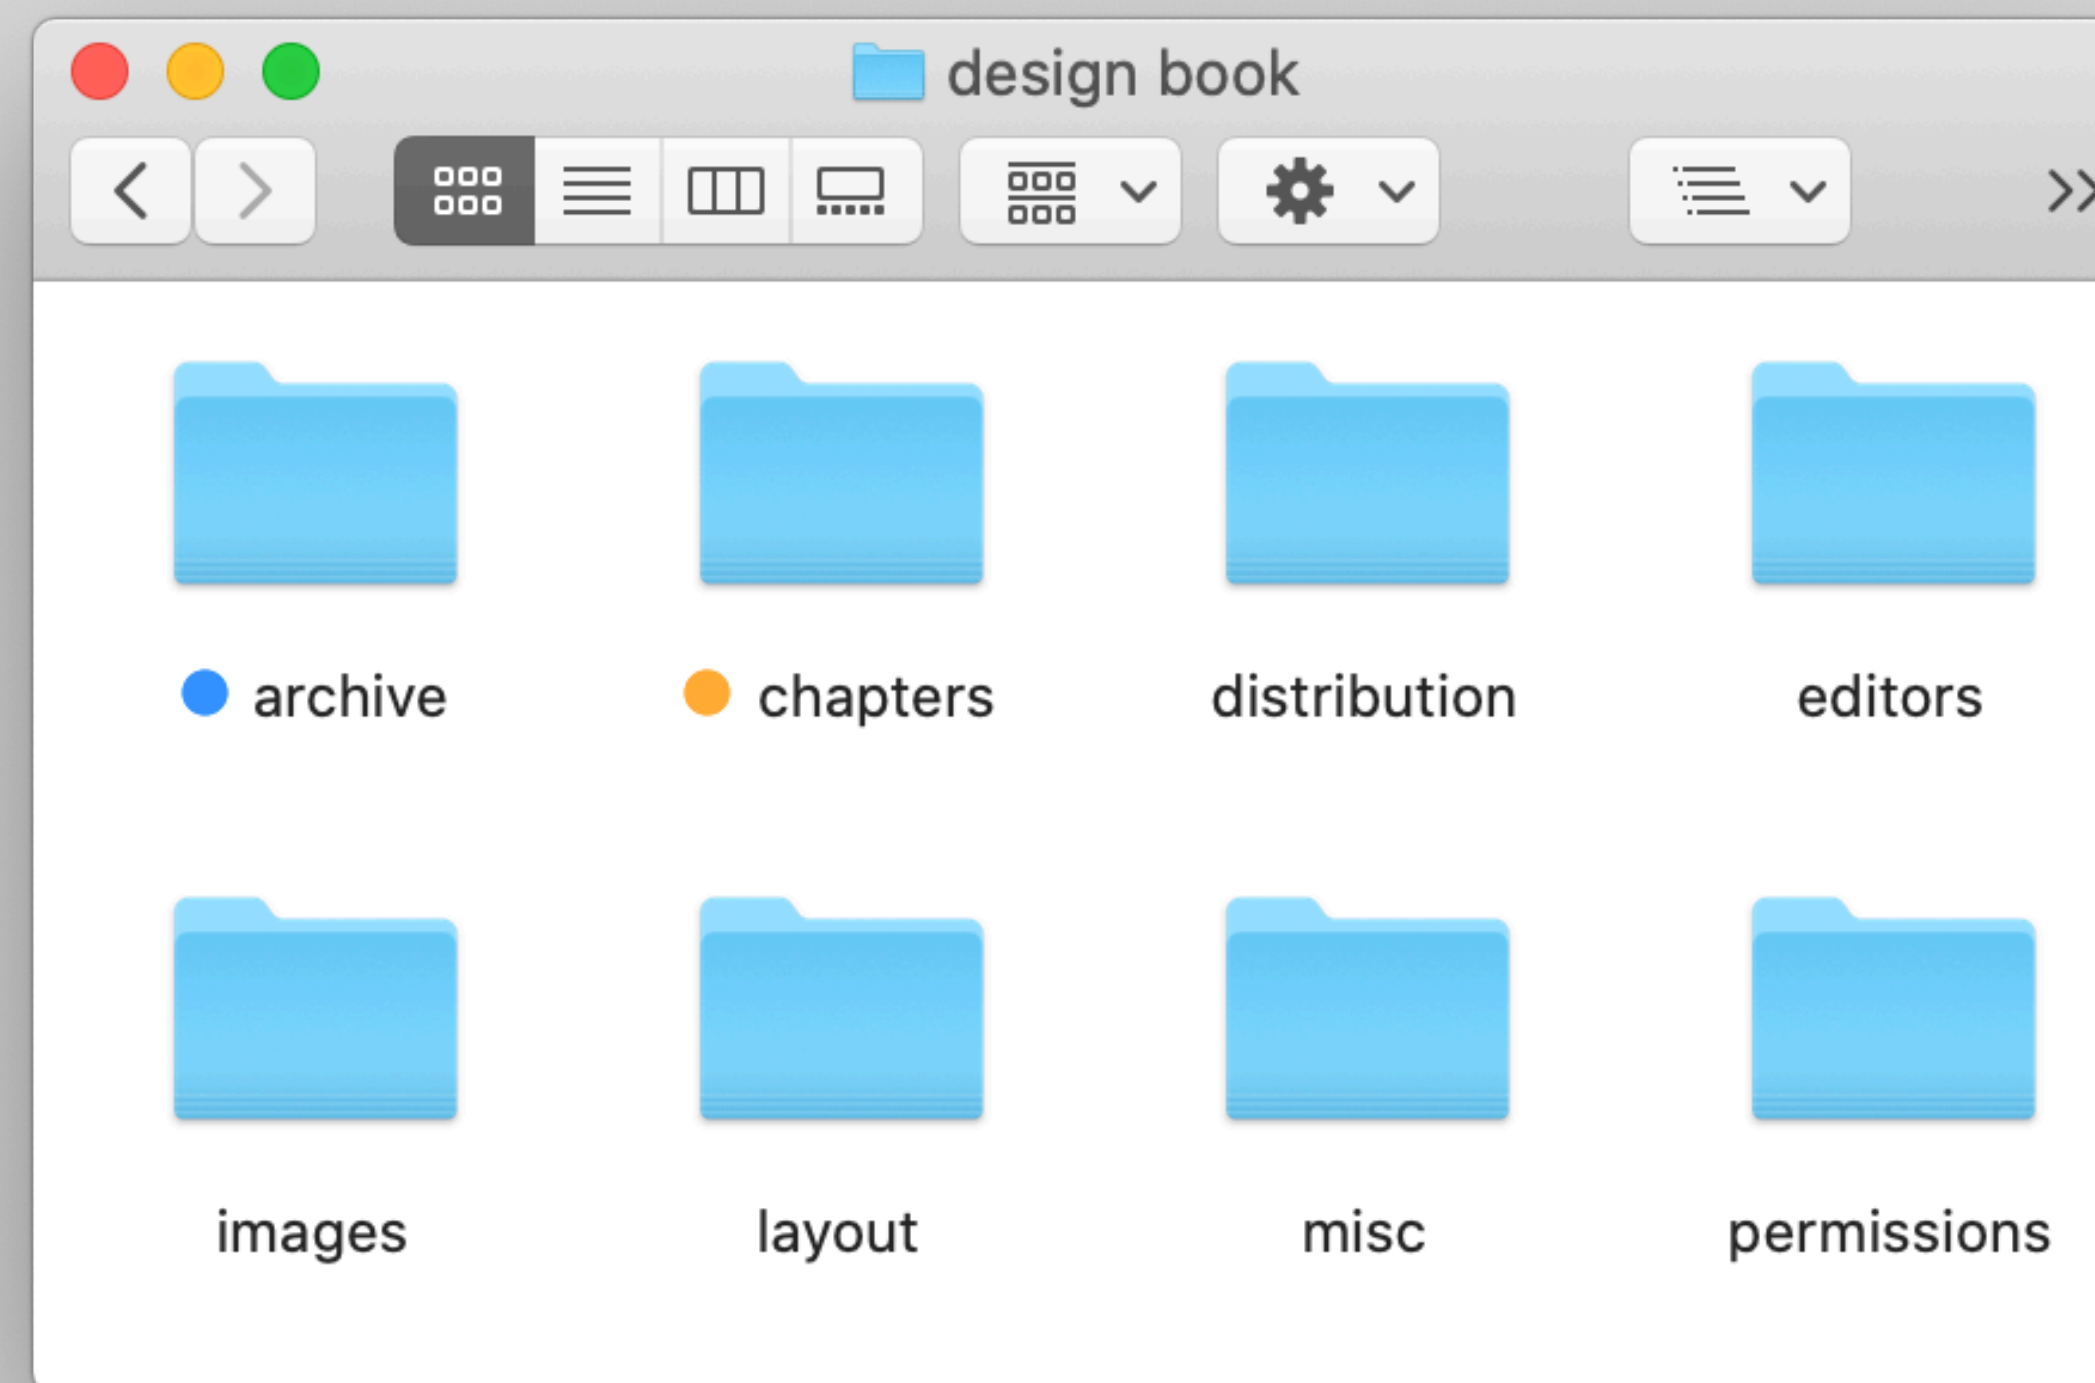 design book
archive
chapters
distribution
editors
images
layout
misc
permissions